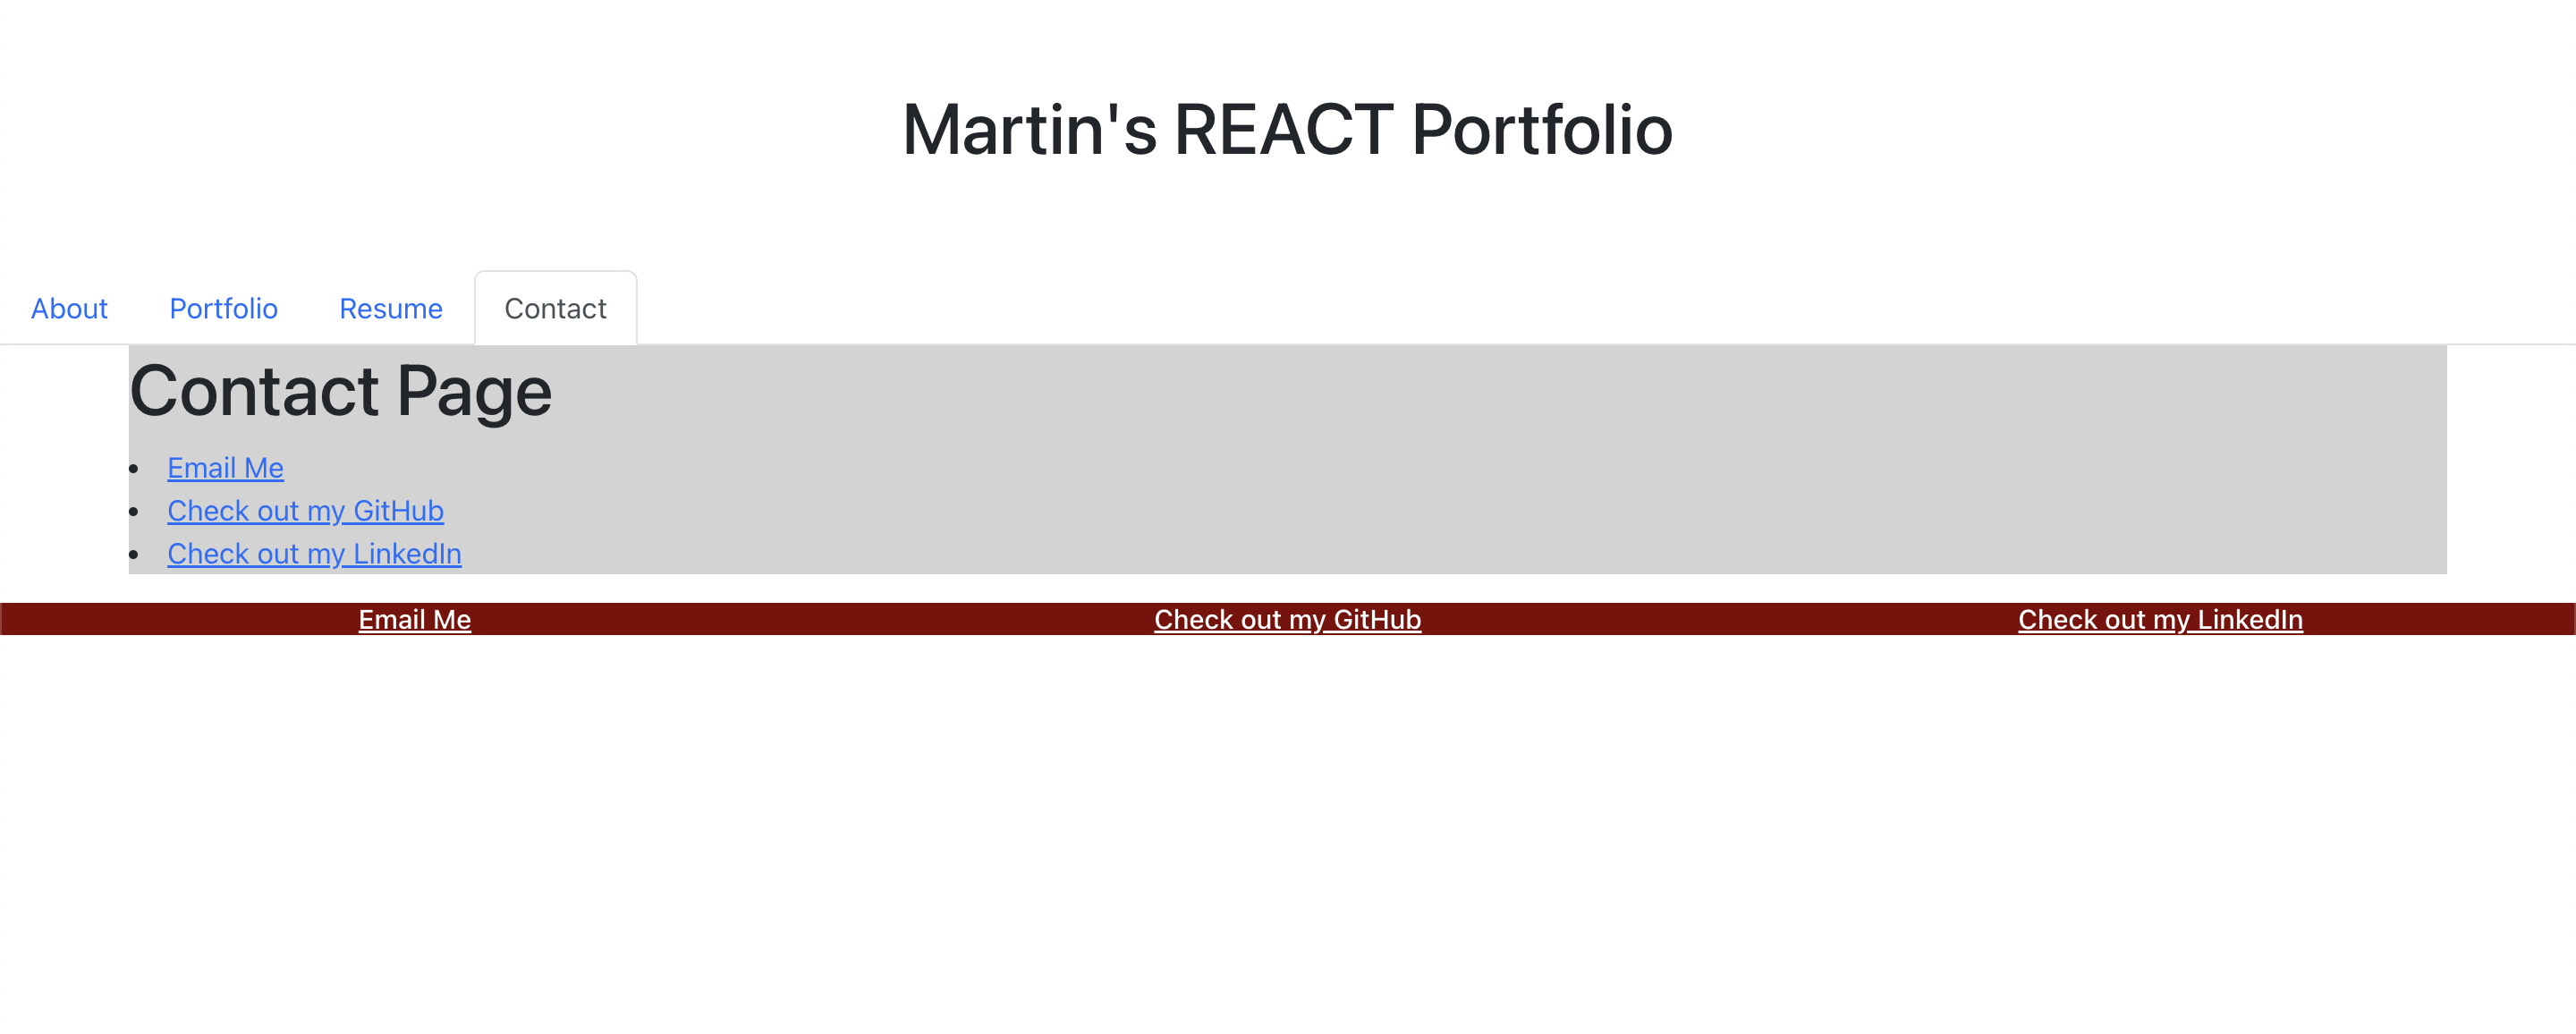 Martin's REACT Portfolio
About Portfolio Resume Contact
Contact Page
Email Me
Check out my GitHub
Check out my LinkedIn
Email Me Check out my GitHub Check out my LinkedIn